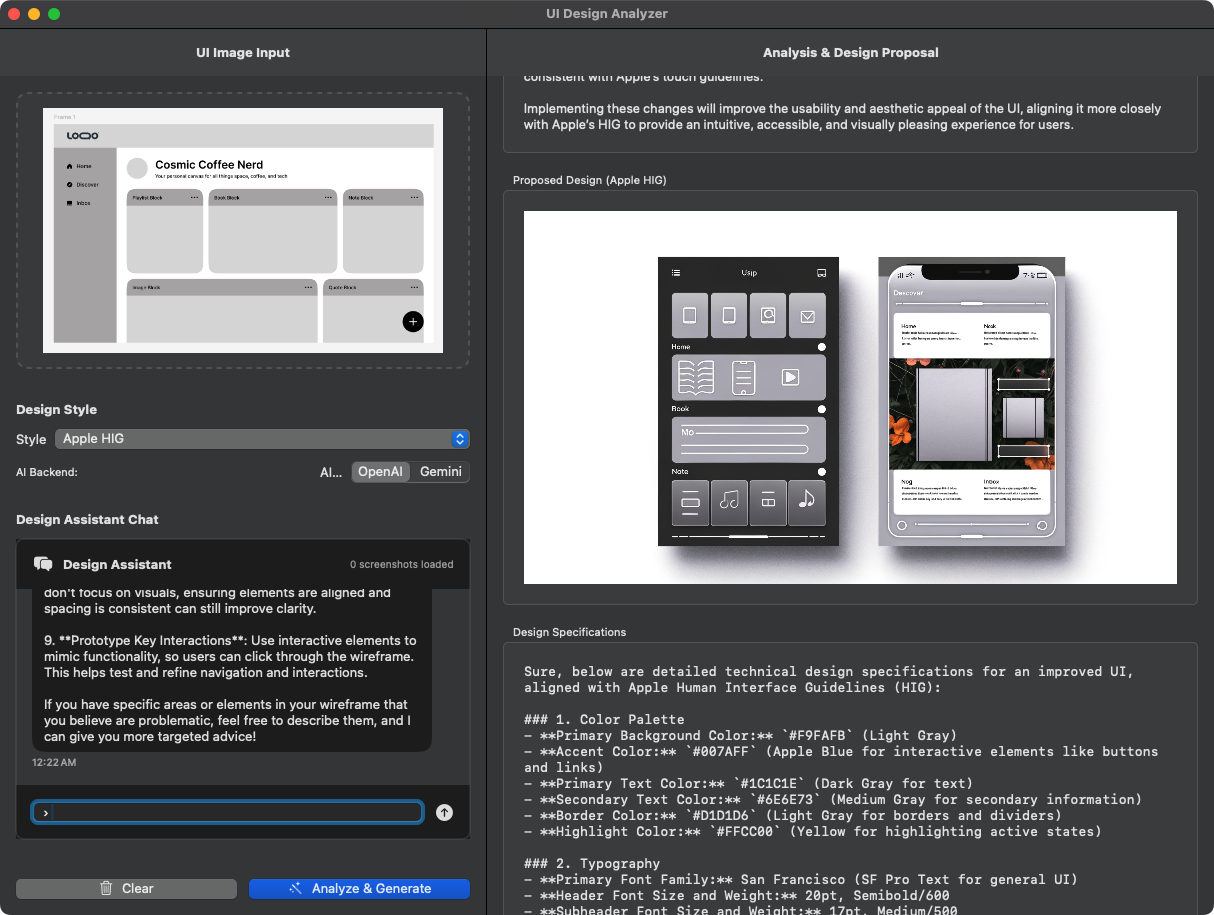 UI Design Analyzer
UI Image Input
Frame 1
LOGO
Home
Discover
Inbox
Cosmic Coffee Nerd
Your personal canvas for all things space, coffee, and tech
Playlist Block
Book Block
Note Block
Image Block
Quote Block
Design Style
Style
Apple HIG
AI Backend:
AI...
OpenAI
Gemini
Design Assistant Chat
Design Assistant
0 screenshots loaded
don't focus on visuals, ensuring elements are aligned and
spacing is consistent can still improve clarity.
9. **Prototype Key Interactions**: Use interactive elements to
mimic functionality, so users can click through the wireframe.
This helps test and refine navigation and interactions.
If you have specific areas or elements in your wireframe that
you believe are problematic, feel free to describe them, and I
can give you more targeted advice!
12:22 AM
›
Clear
Analyze & Generate
Analysis & Design Proposal
consistent with Apple's touch guidelines.
Implementing these changes will improve the usability and aesthetic appeal of the UI, aligning it more closely
with Apple's HIG to provide an intuitive, accessible, and visually pleasing experience for users.
Proposed Design (Apple HIG)
Usip
Home
Book
Mo
Note
Descover
Home
Nosk
Nog
Inbox
Design Specifications
Sure, below are detailed technical design specifications for an improved UI,
aligned with Apple Human Interface Guidelines (HIG):
### 1. Color Palette
- **Primary Background Color:** `#F9FAFB` (Light Gray)
- **Accent Color:** `#007AFF` (Apple Blue for interactive elements like buttons
and links)
- **Primary Text Color:** `#1C1C1E` (Dark Gray for text)
- **Secondary Text Color:** `#6E6E73` (Medium Gray for secondary information)
- **Border Color:** `#D1D1D6` (Light Gray for borders and dividers)
- **Highlight Color:** `#FFCC00` (Yellow for highlighting active states)
### 2. Typography
- **Primary Font Family:** San Francisco (SF Pro Text for general UI)
- **Header Font Size and Weight:** 20pt, Semibold/600
- **Subheader Font Size and Weight:** 17pt, Medium/500